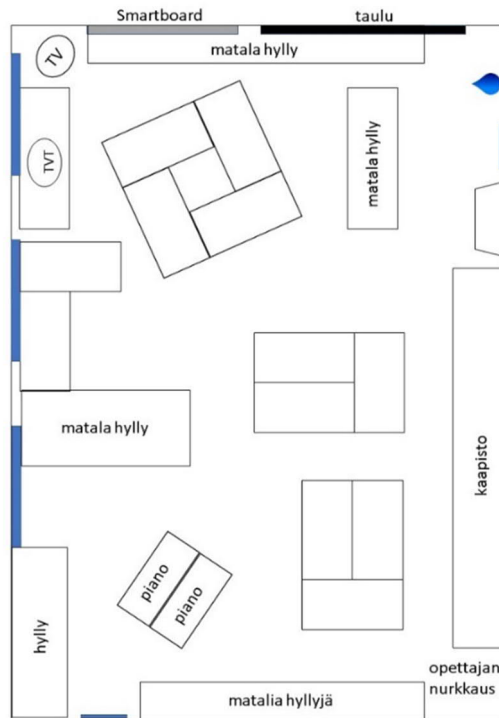 Smartboard
taulu
TV
matala hylly
TVT
matala hylly
matala hylly
kaapisto
piano
piano
hylly
opettajan
nurkkaus
matalia hyllyjä